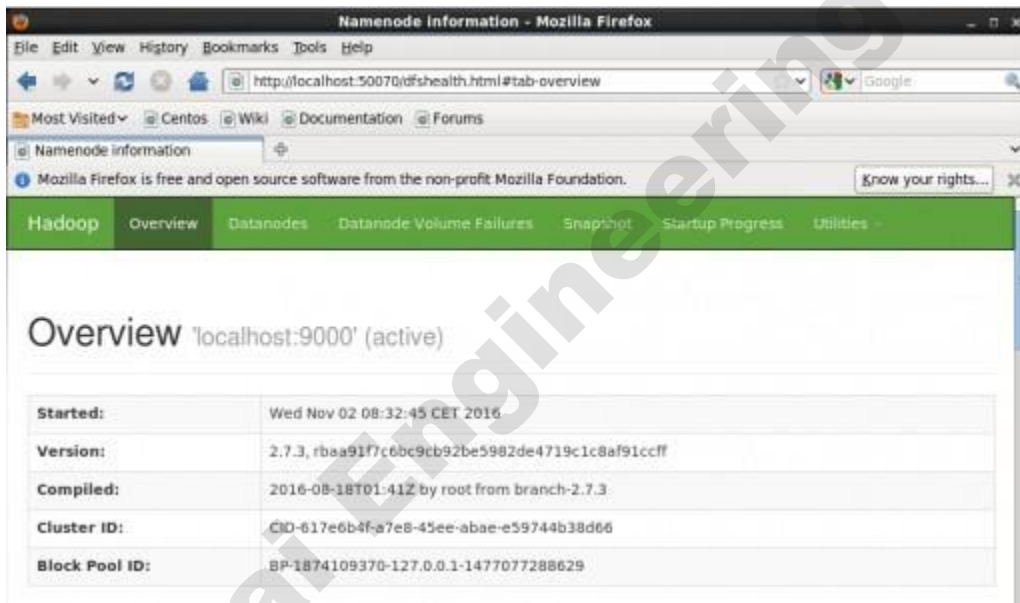 Namenode information - Mozilla Firefox
File Edit View History Bookmarks Tools Help
http://localhost:50070/dfshealth.html#tab-overview Google
Most Visited Centos Wiki Documentation Forums
Namenode information
Mozilla Firefox is free and open source software from the non-profit Mozilla Foundation. Know your rights...
Hadoop Overview Datanodes Datanode Volume Failures Snapshot Startup Progress Utilities
Overview 'localhost:9000' (active)
Started: Wed Nov 02 08:32:45 CET 2016
Version: 2.7.3, rbaa91f7c6bc9cb92be5982de4719c1c8af91ccff
Compiled: 2016-08-18T01:41Z by root from branch-2.7.3
Cluster ID: CID-617e6b4f-a7e8-45ee-abae-e59744b38d66
Block Pool ID: BP-1874109370-127.0.0.1-1477077288629
ai Engineering